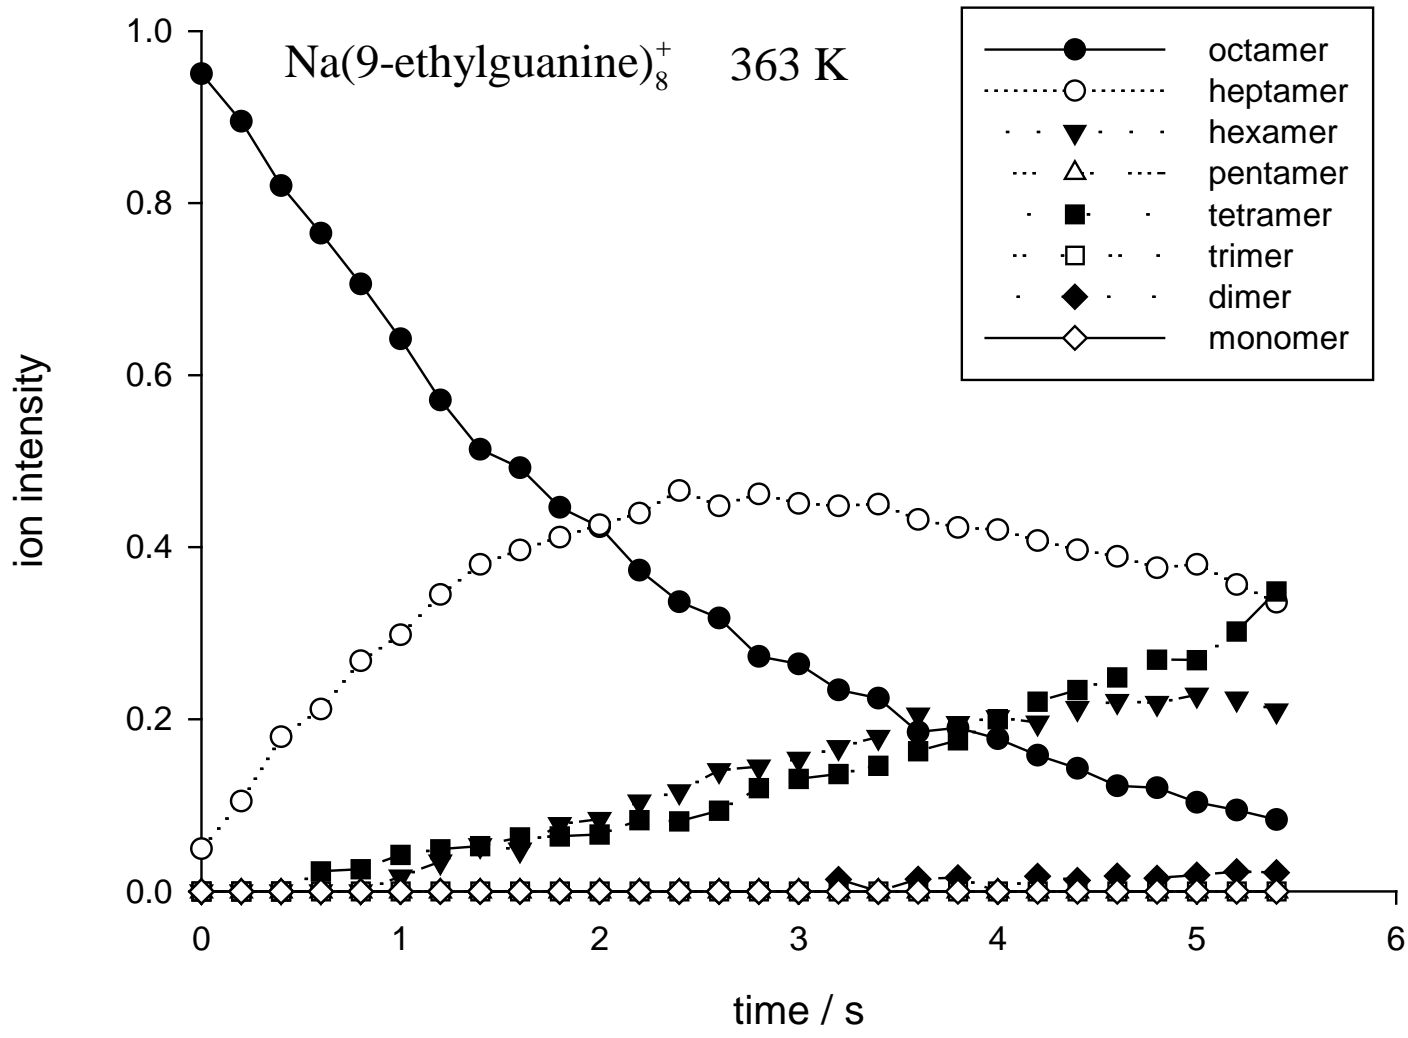 Na(9-ethylguanine)₈⁺ 363 K
octamer
heptamer
hexamer
pentamer
tetramer
trimer
dimer
monomer
ion intensity
1.0
0.8
0.6
0.4
0.2
0.0
0 1 2 3 4 5 6
time / s